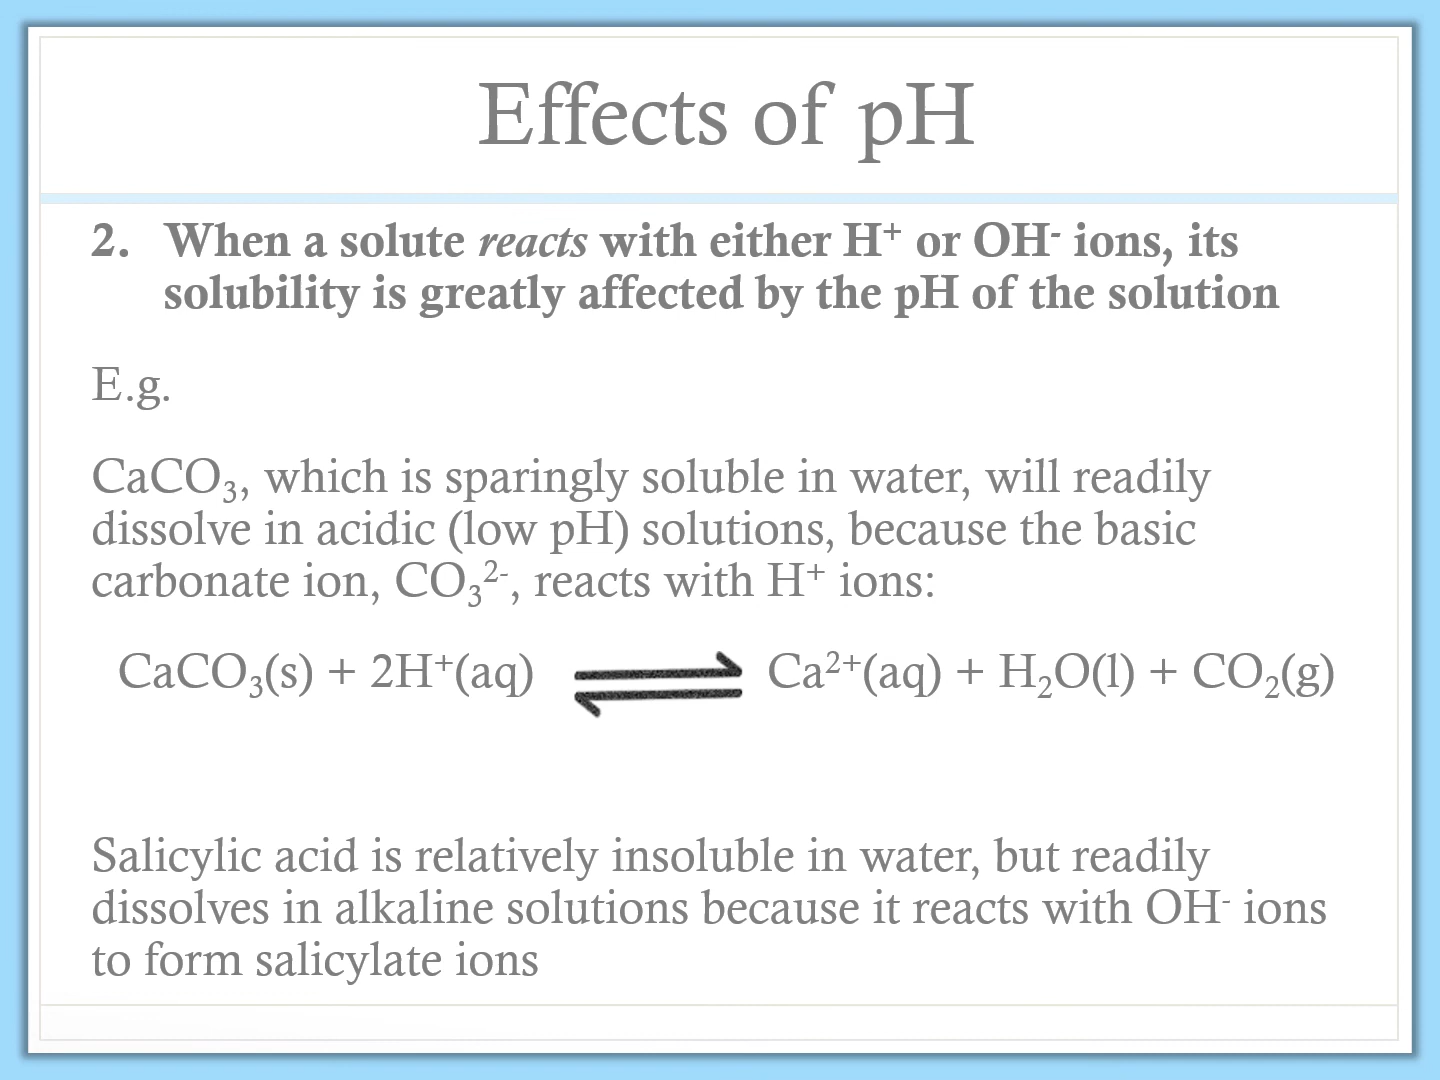 Effects of pH
2. When a solute reacts with either H⁺ or OH⁻ ions, its
solubility is greatly affected by the pH of the solution
E.g.
CaCO₃, which is sparingly soluble in water, will readily
dissolve in acidic (low pH) solutions, because the basic
carbonate ion, CO₃²⁻, reacts with H⁺ ions:
CaCO₃(s) + 2H⁺(aq) ⇌ Ca²⁺(aq) + H₂O(l) + CO₂(g)
Salicylic acid is relatively insoluble in water, but readily
dissolves in alkaline solutions because it reacts with OH⁻ ions
to form salicylate ions